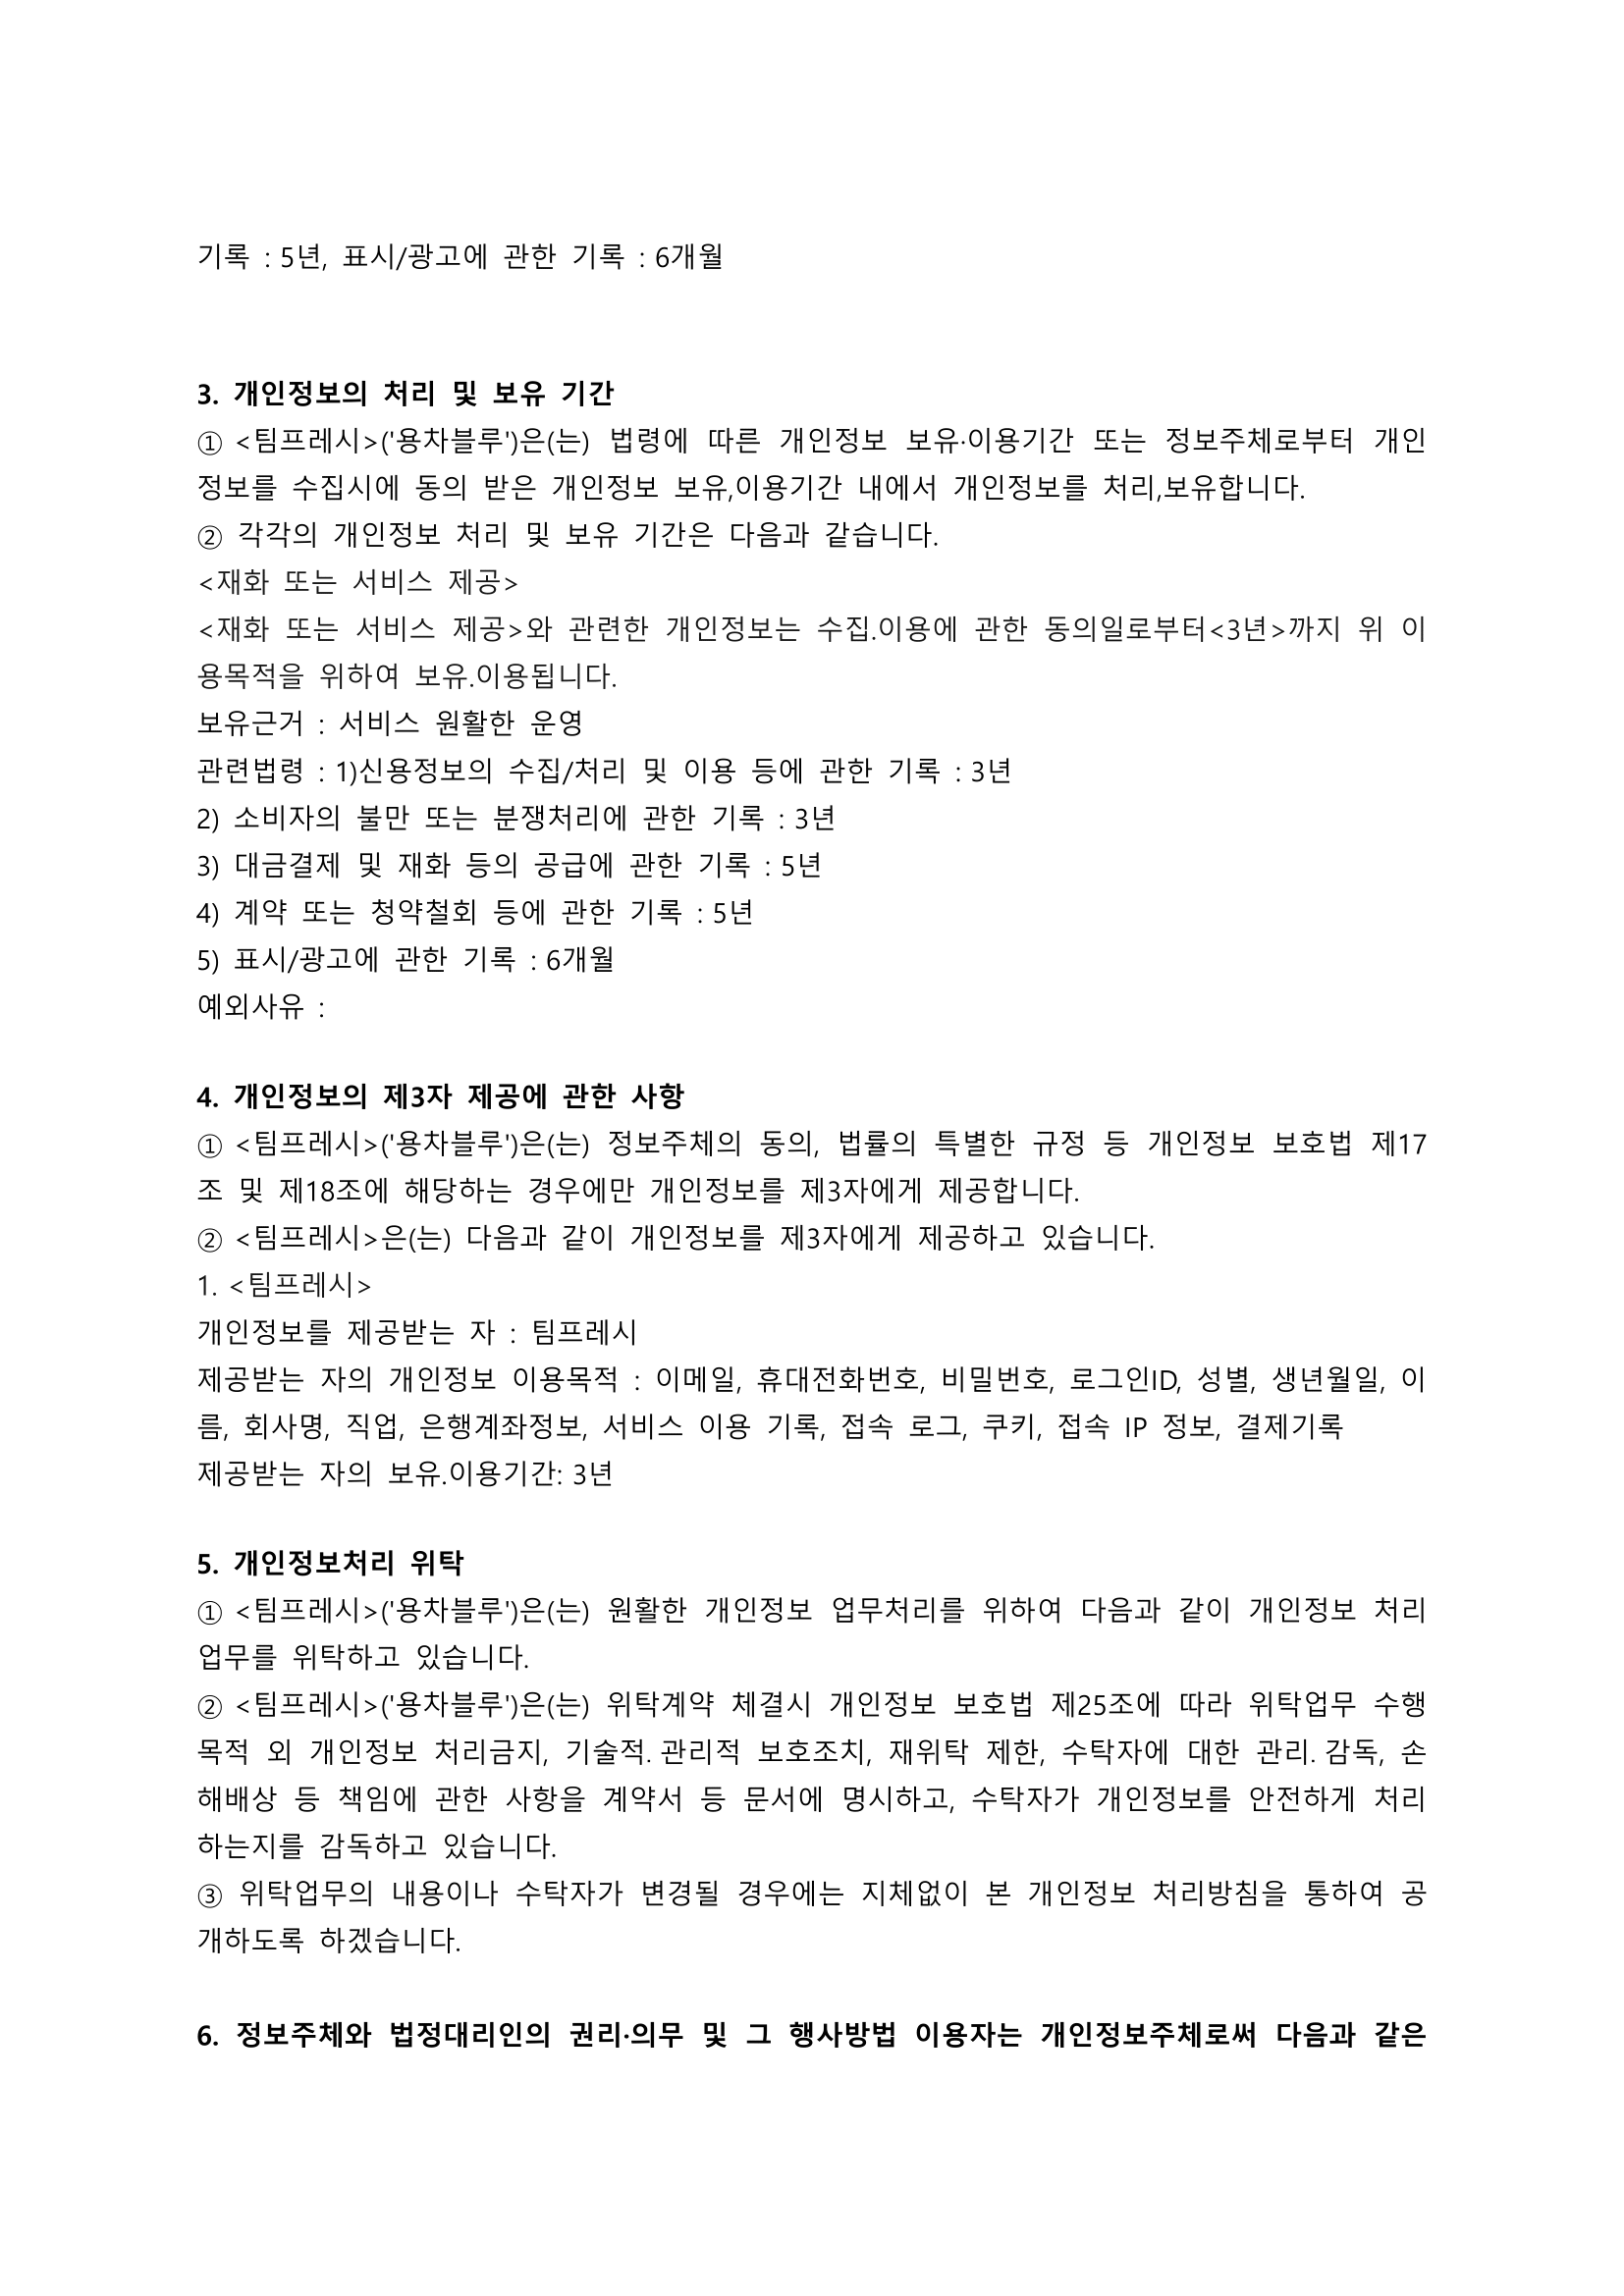 기록 : 5년, 표시/광고에 관한 기록 : 6개월
3. 개인정보의 처리 및 보유 기간
① <팀프레시>('용차블루')은(는) 법령에 따른 개인정보 보유·이용기간 또는 정보주체로부터 개인
정보를 수집시에 동의 받은 개인정보 보유,이용기간 내에서 개인정보를 처리,보유합니다.
② 각각의 개인정보 처리 및 보유 기간은 다음과 같습니다.
<재화 또는 서비스 제공>
<재화 또는 서비스 제공>와 관련한 개인정보는 수집.이용에 관한 동의일로부터<3년>까지 위 이
용목적을 위하여 보유.이용됩니다.
보유근거 : 서비스 원활한 운영
관련법령 : 1)신용정보의 수집/처리 및 이용 등에 관한 기록 : 3년
2) 소비자의 불만 또는 분쟁처리에 관한 기록 : 3년
3) 대금결제 및 재화 등의 공급에 관한 기록 : 5년
4) 계약 또는 청약철회 등에 관한 기록 : 5년
5) 표시/광고에 관한 기록 : 6개월
예외사유 :
4. 개인정보의 제3자 제공에 관한 사항
① <팀프레시>('용차블루')은(는) 정보주체의 동의, 법률의 특별한 규정 등 개인정보 보호법 제17
조 및 제18조에 해당하는 경우에만 개인정보를 제3자에게 제공합니다.
② <팀프레시>은(는) 다음과 같이 개인정보를 제3자에게 제공하고 있습니다.
1. <팀프레시>
개인정보를 제공받는 자 : 팀프레시
제공받는 자의 개인정보 이용목적 : 이메일, 휴대전화번호, 비밀번호, 로그인ID, 성별, 생년월일, 이
름, 회사명, 직업, 은행계좌정보, 서비스 이용 기록, 접속 로그, 쿠키, 접속 IP 정보, 결제기록
제공받는 자의 보유.이용기간: 3년
5. 개인정보처리 위탁
① <팀프레시>('용차블루')은(는) 원활한 개인정보 업무처리를 위하여 다음과 같이 개인정보 처리
업무를 위탁하고 있습니다.
② <팀프레시>('용차블루')은(는) 위탁계약 체결시 개인정보 보호법 제25조에 따라 위탁업무 수행
목적 외 개인정보 처리금지, 기술적. 관리적 보호조치, 재위탁 제한, 수탁자에 대한 관리. 감독, 손
해배상 등 책임에 관한 사항을 계약서 등 문서에 명시하고, 수탁자가 개인정보를 안전하게 처리
하는지를 감독하고 있습니다.
③ 위탁업무의 내용이나 수탁자가 변경될 경우에는 지체없이 본 개인정보 처리방침을 통하여 공
개하도록 하겠습니다.
6. 정보주체와 법정대리인의 권리·의무 및 그 행사방법 이용자는 개인정보주체로써 다음과 같은